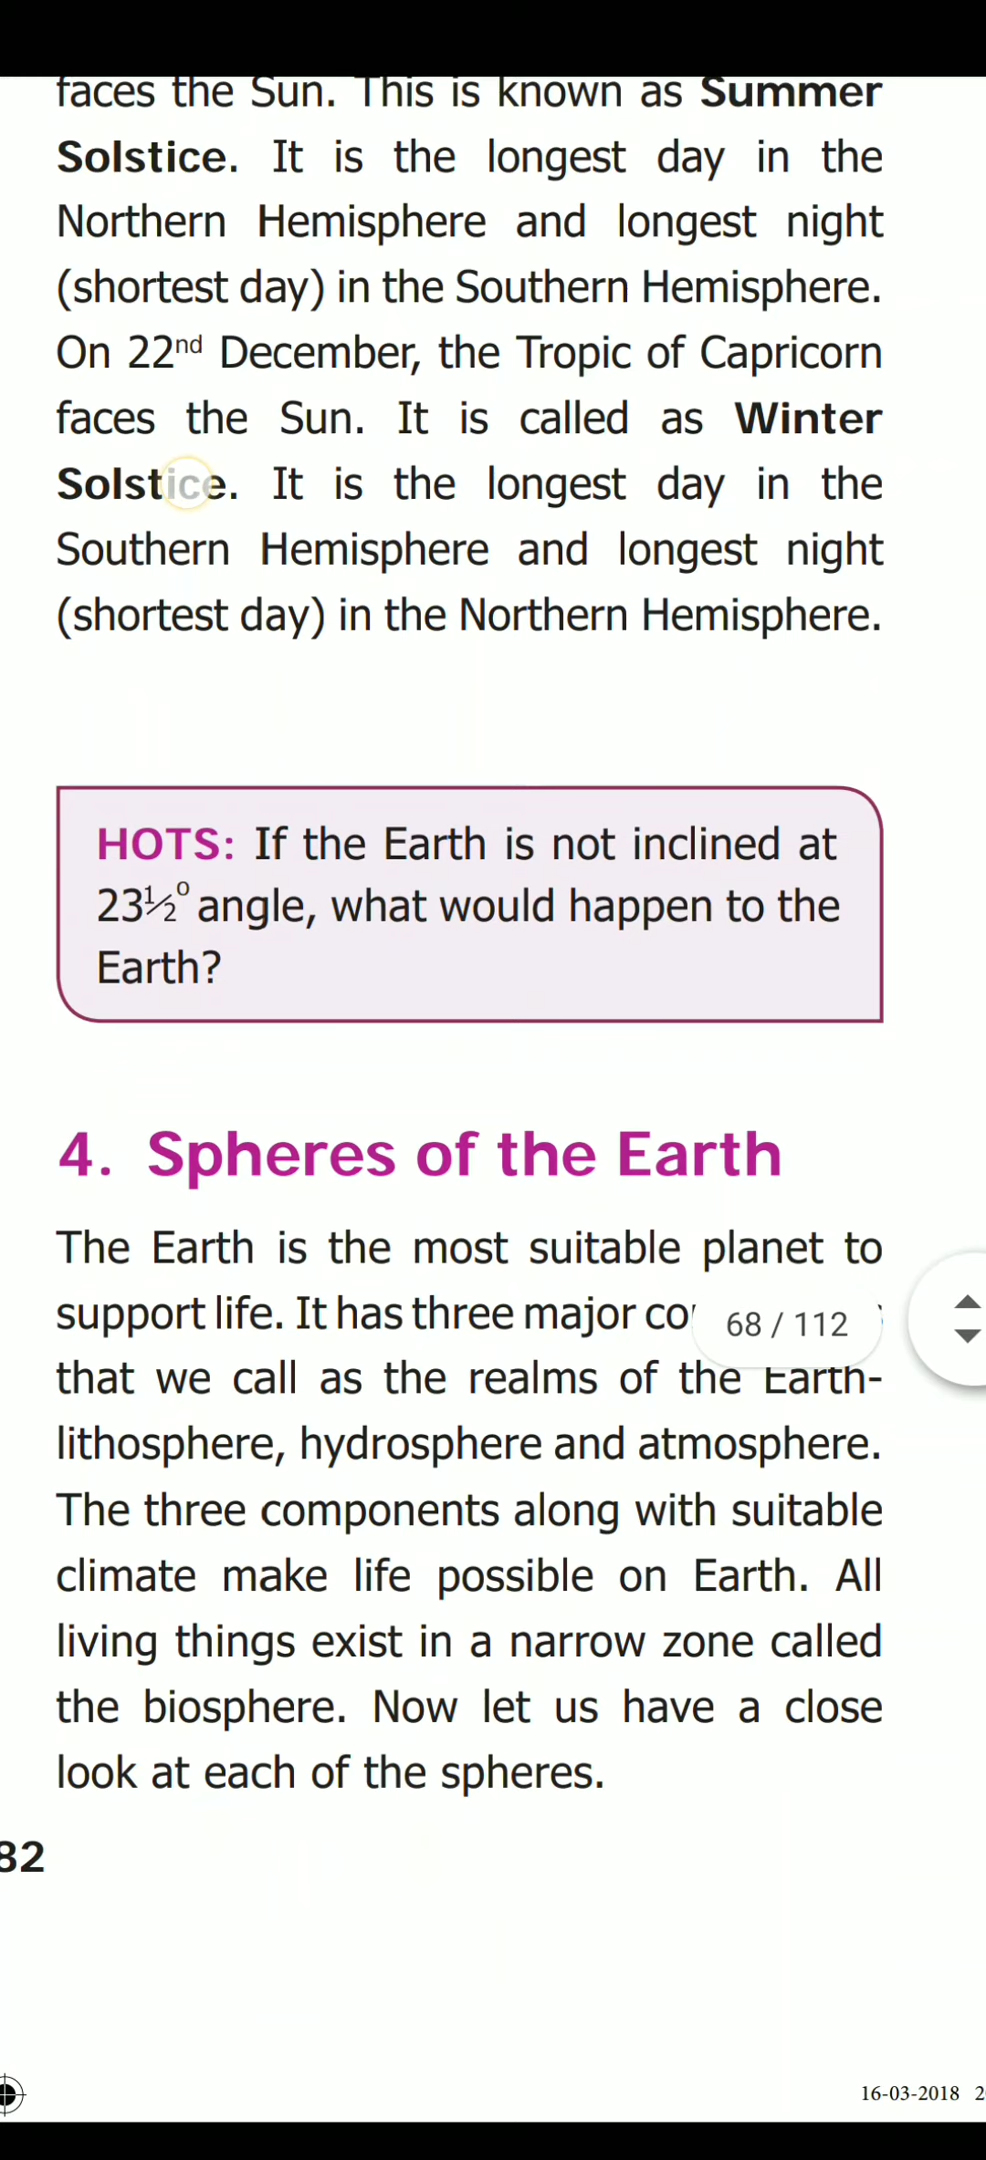 faces the Sun. This is known as Summer
Solstice. It is the longest day in the
Northern Hemisphere and longest night
(shortest day) in the Southern Hemisphere.
On 22nd December, the Tropic of Capricorn
faces the Sun. It is called as Winter
Solstice. It is the longest day in the
Southern Hemisphere and longest night
(shortest day) in the Northern Hemisphere.
HOTS: If the Earth is not inclined at
23½° angle, what would happen to the
Earth?
4. Spheres of the Earth
The Earth is the most suitable planet to
support life. It has three major
68 / 112
that we call as the realms of the Earth-
lithosphere, hydrosphere and atmosphere.
The three components along with suitable
climate make life possible on Earth. All
living things exist in a narrow zone called
the biosphere. Now let us have a close
look at each of the spheres.
82
16-03-2018